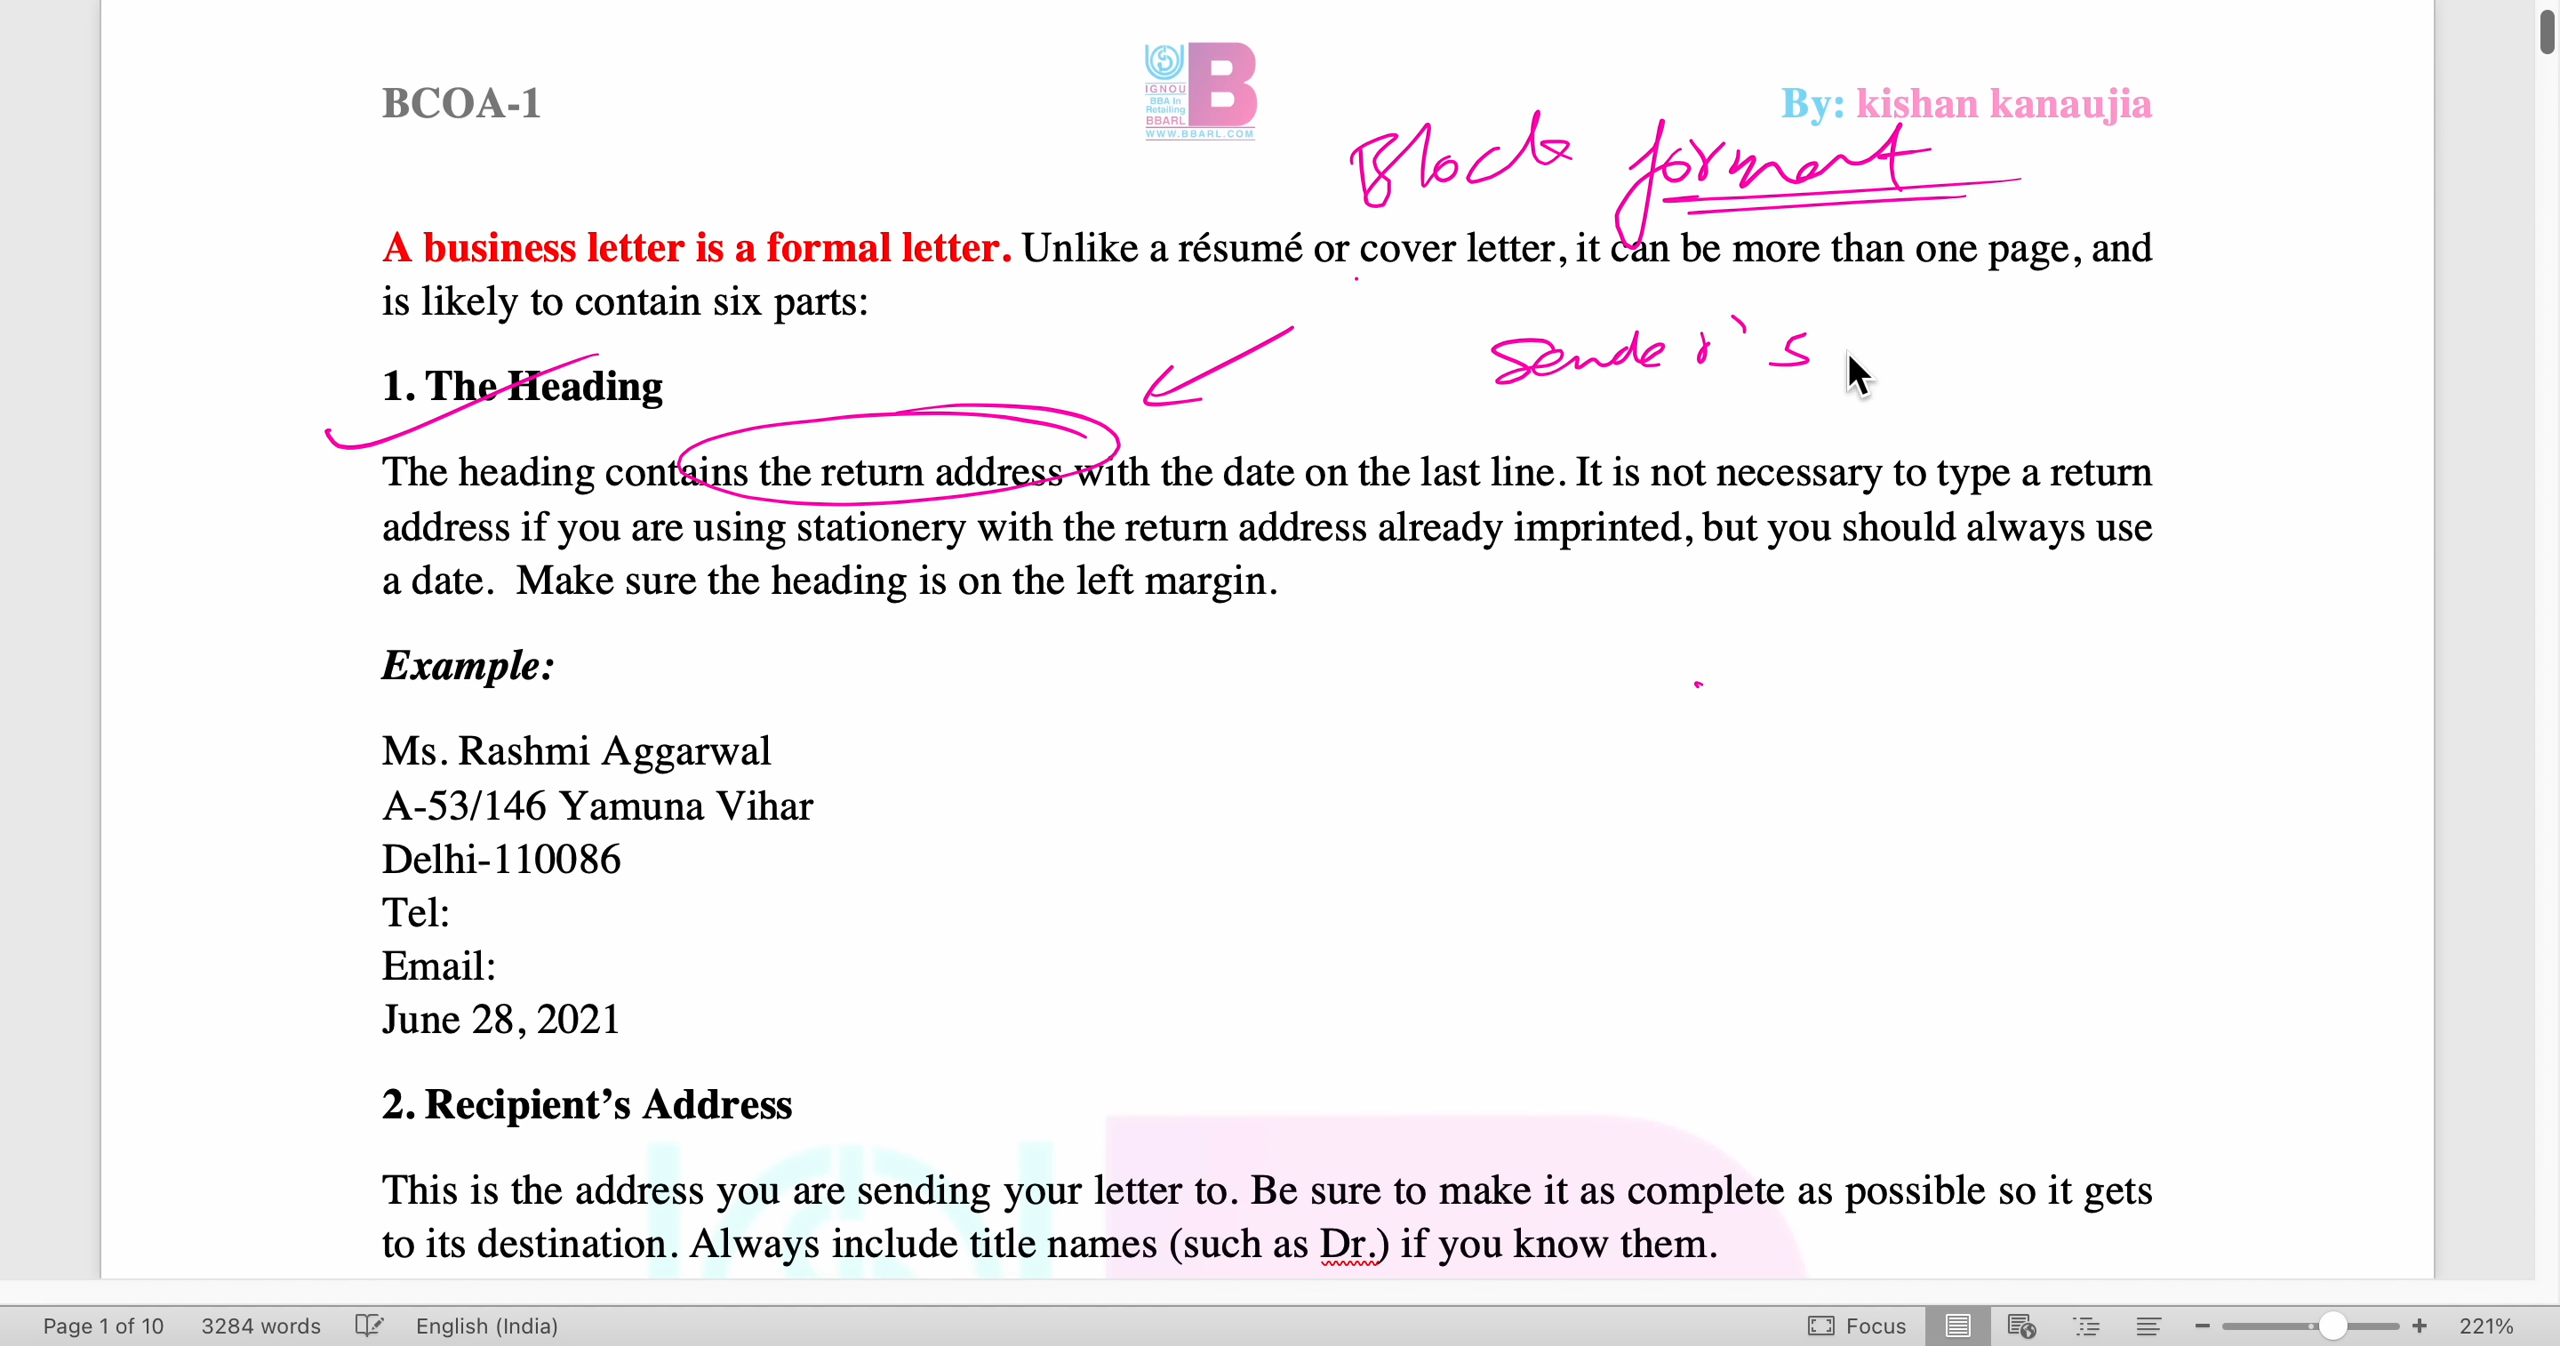 BCOA-1
IGNOU
BBA In
Retailing
BBARL
WWW.BBARL.COM
B
By: kishan kanaujia
Block format
A business letter is a formal letter. Unlike a résumé or cover letter, it can be more than one page, and
is likely to contain six parts:
sender's
1. The Heading
The heading contains the return address with the date on the last line. It is not necessary to type a return
address if you are using stationery with the return address already imprinted, but you should always use
a date.  Make sure the heading is on the left margin.
Example:
Ms. Rashmi Aggarwal
A-53/146 Yamuna Vihar
Delhi-110086
Tel:
Email:
June 28, 2021
2. Recipient’s Address
This is the address you are sending your letter to. Be sure to make it as complete as possible so it gets
to its destination. Always include title names (such as Dr.) if you know them.
Page 1 of 10 3284 words English (India) Focus 221%